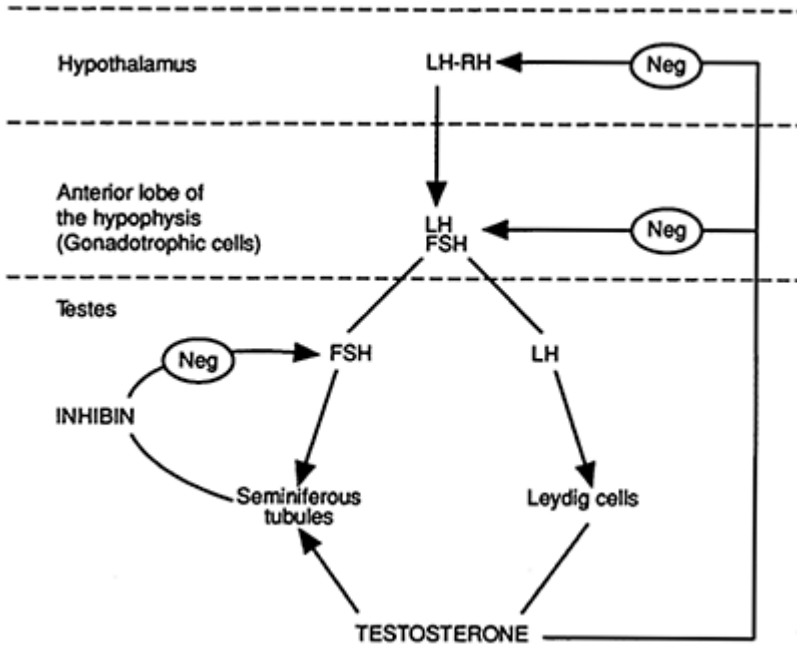 Hypothalamus
LH-RH
Neg
Anterior lobe of
the hypophysis
(Gonadotrophic cells)
LH
FSH
Neg
Testes
Neg
FSH
LH
INHIBIN
Seminiferous
tubules
Leydig cells
TESTOSTERONE